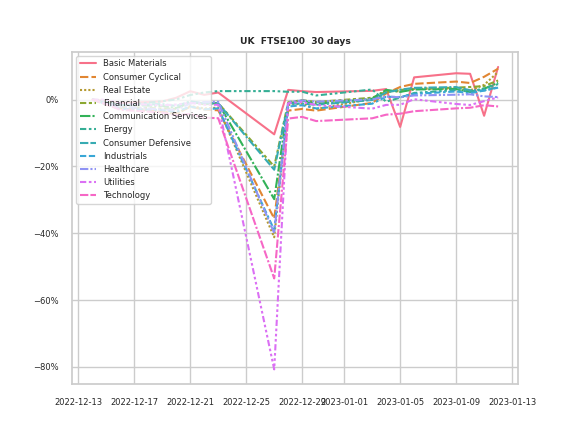 UK  FTSE100  30 days
Basic Materials
Consumer Cyclical
Real Estate
Financial
Communication Services
Energy
Consumer Defensive
Industrials
Healthcare
Utilities
Technology
0%
−20%
−40%
−60%
−80%
2022-12-13 2022-12-17 2022-12-21 2022-12-25 2022-12-29 2023-01-01 2023-01-05 2023-01-09 2023-01-13